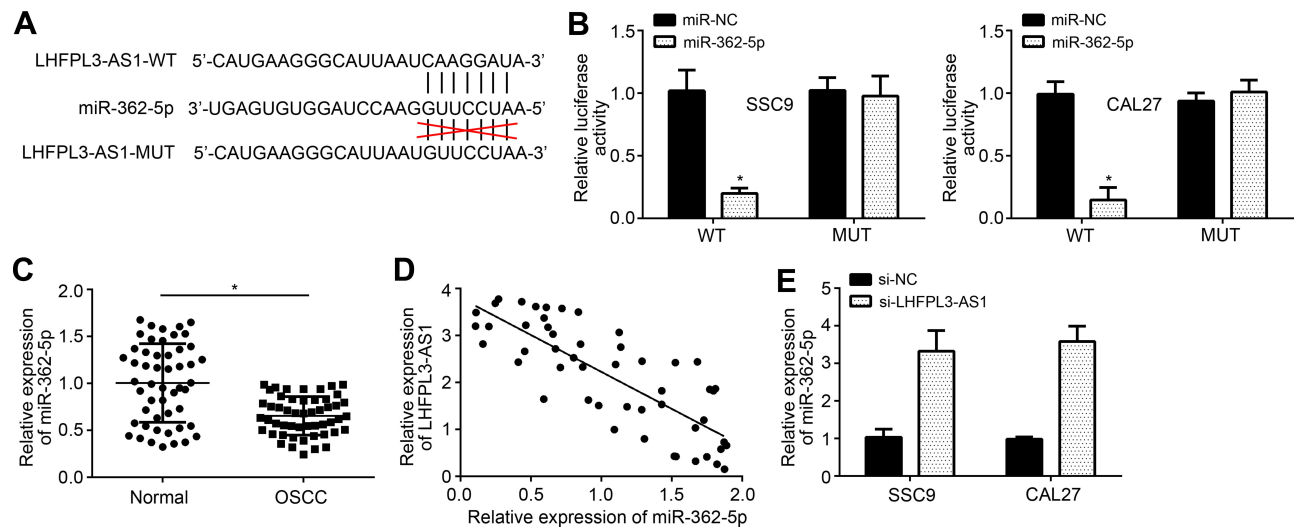 A
LHFPL3-AS1-WT 5'-CAUGAAGGGCAUUAAUCAAGGAUA-3'
miR-362-5p 3'-UGAGUGUGGAUCCAAGGUUCCUAA-5'
LHFPL3-AS1-MUT 5'-CAUGAAGGGCAUUAAUGUUCCUAA-3'
B
miR-NC
miR-362-5p
Relative luciferase
activity
1.5
1.0
0.5
0.0
SSC9
*
WT MUT
miR-NC
miR-362-5p
Relative luciferase
activity
1.5
1.0
0.5
0.0
CAL27
*
WT MUT
C
Relative expression
of miR-362-5p
2.0
1.5
1.0
0.5
0.0
*
Normal OSCC
D
Relative expression
of LHFPL3-AS1
4
3
2
1
0
0.0 0.5 1.0 1.5 2.0
Relative expression of miR-362-5p
E
si-NC
si-LHFPL3-AS1
Relative expression
of miR-362-5p
5
4
3
2
1
0
SSC9 CAL27